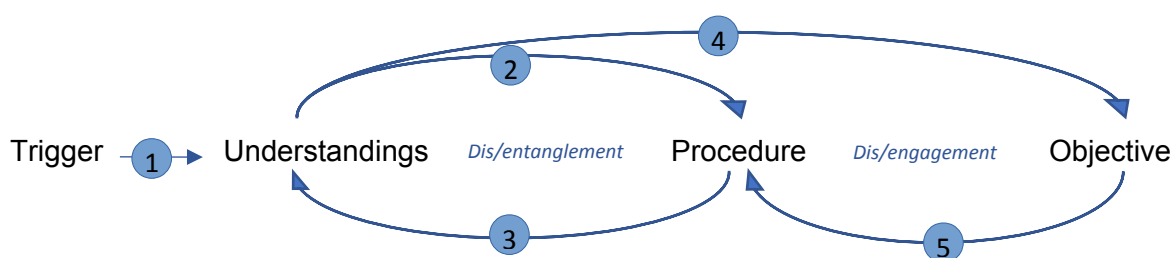 4
2
Trigger 1 Understandings Dis/entanglement Procedure Dis/engagement Objective
3
5